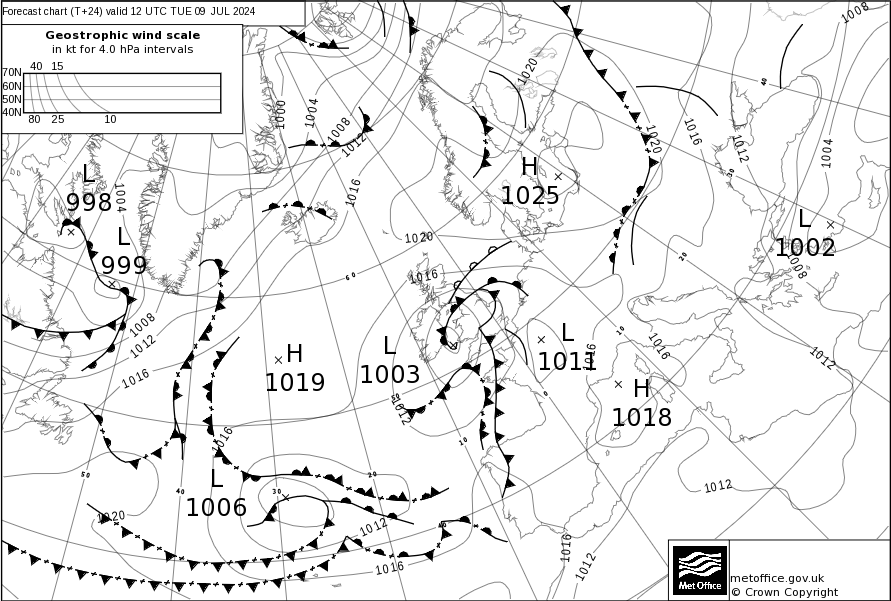 Forecast chart (T+24) valid 12 UTC TUE 09 JUL 2024
Geostrophic wind scale
in kt for 4.0 hPa intervals
40 15
70N
60N
50N
40N
80 25 10
1008
1020
1000
1004
1008
1012
1016
1020
1016
1012
1004
40
30
L
998
1004
H
1025
1016
L
999
1020
L
1002
1008
20
60
1016
1008
1012
1016
10
H
1019
L
1003
L
1011
1016
1016
1012
H
1018
50
1012
0
1016
10
L
1006
50
40
30
20
1012
1020
1012
40
1016
1016
1012
Met Office
metoffice.gov.uk
© Crown Copyright